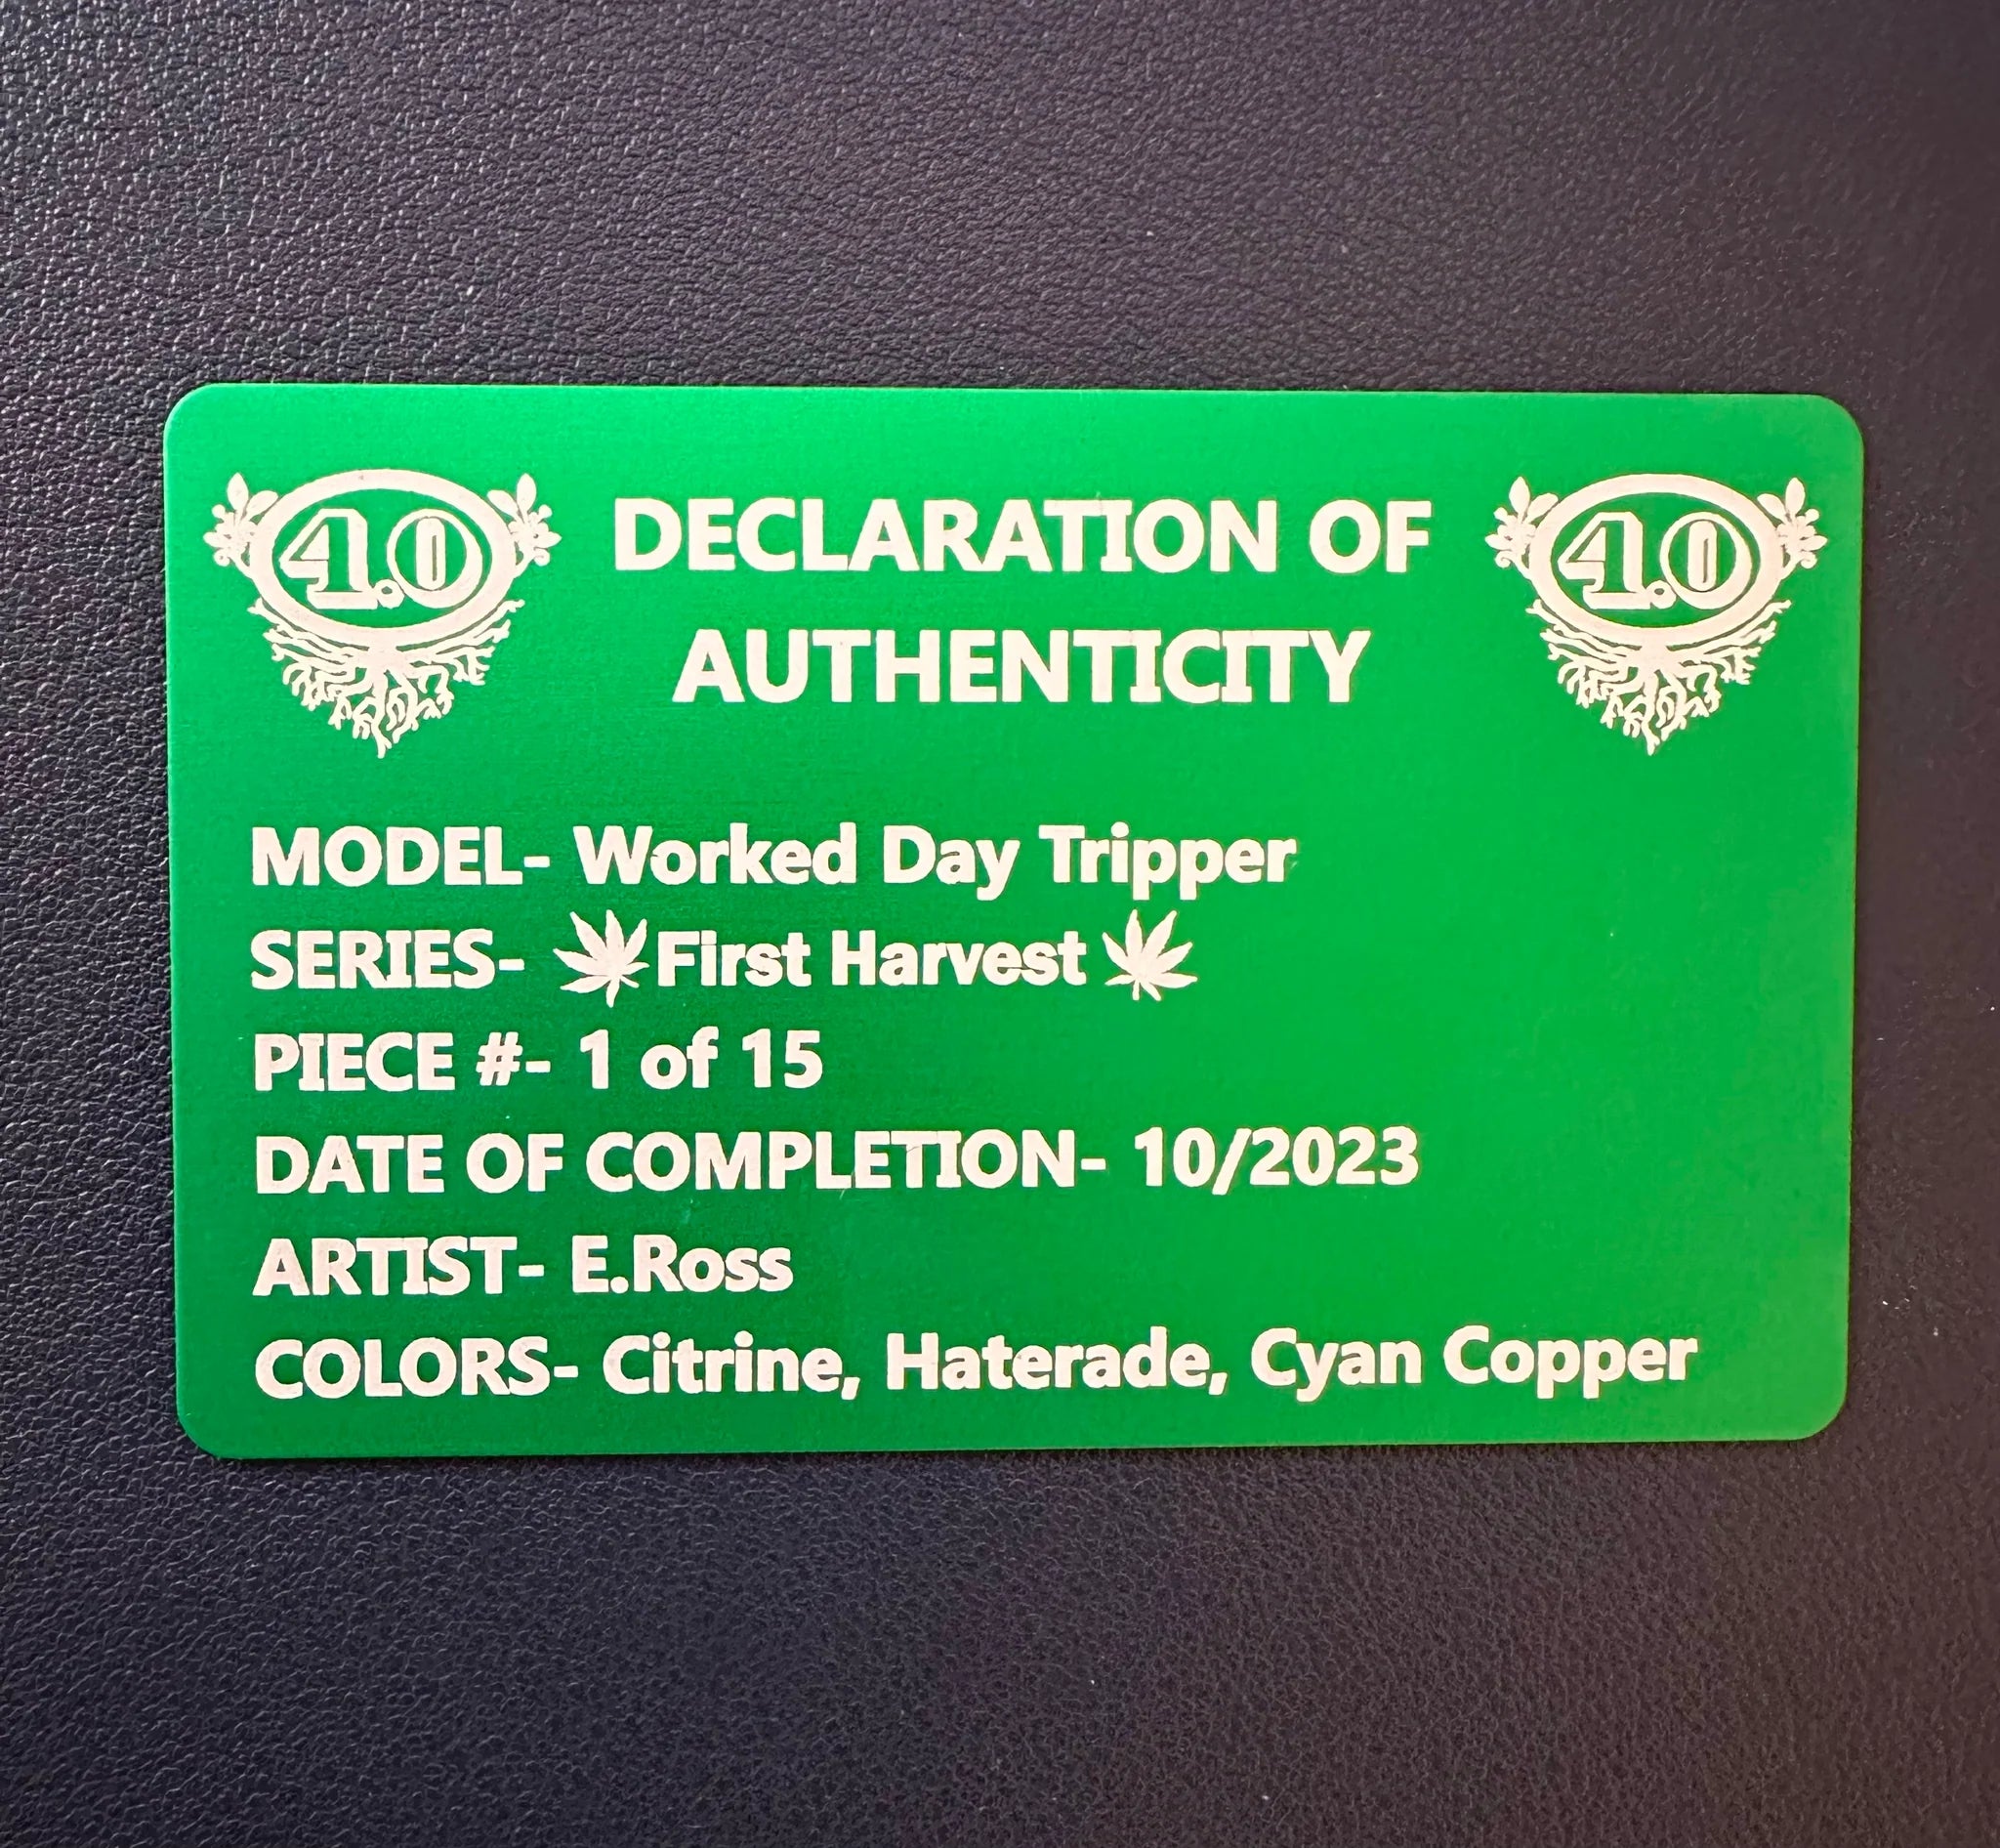 4.0 DECLARATION OF 4.0
AUTHENTICITY
MODEL- Worked Day Tripper
SERIES- First Harvest
PIECE #- 1 of 15
DATE OF COMPLETION- 10/2023
ARTIST- E.Ross
COLORS- Citrine, Haterade, Cyan Copper